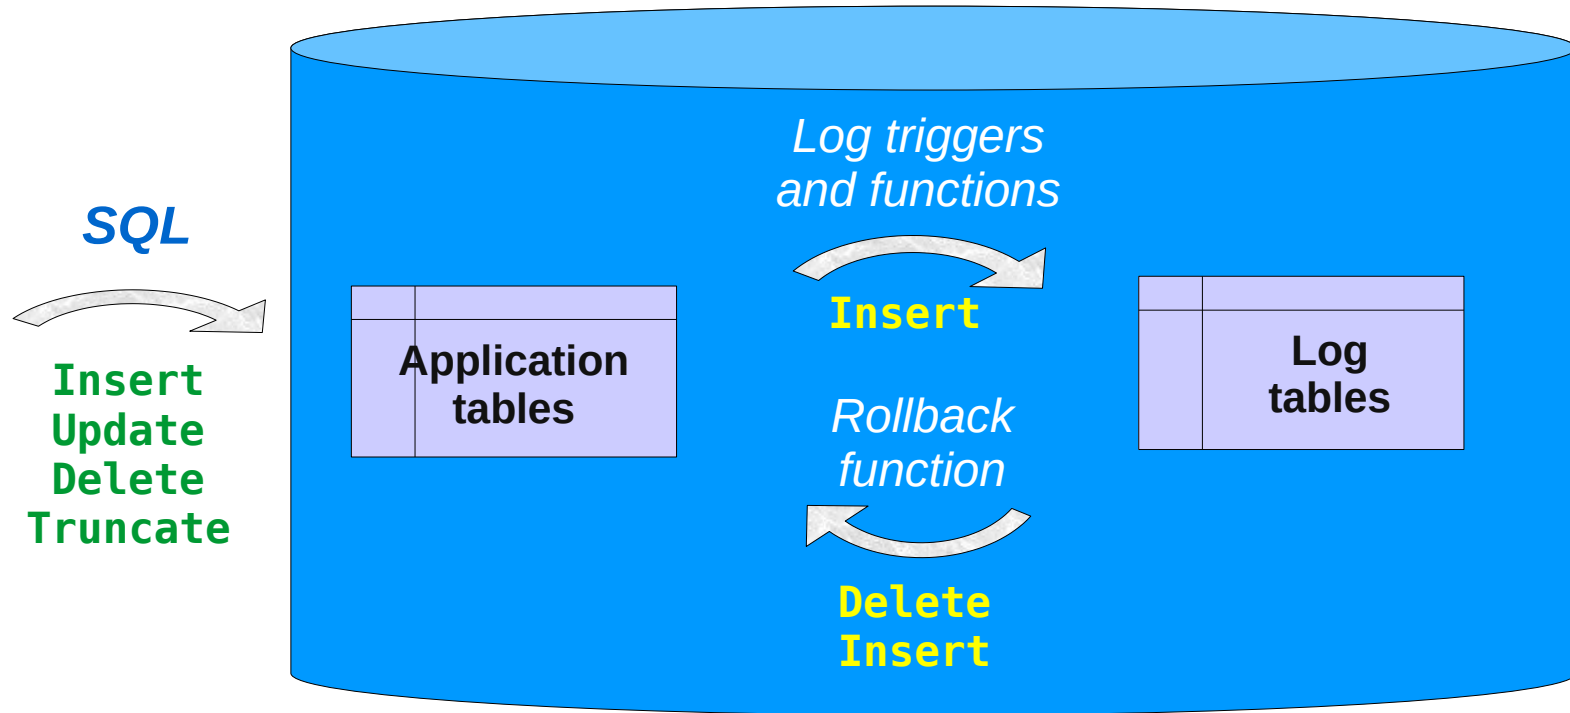 SQL
Insert
Update
Delete
Truncate
Application
tables
Log triggers
and functions
Insert
Rollback
function
Delete
Insert
Log
tables